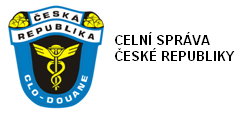 ČESKÁ
REPUBLIKA
CLO-DOUANE
CELNÍ SPRÁVA
ČESKÉ REPUBLIKY